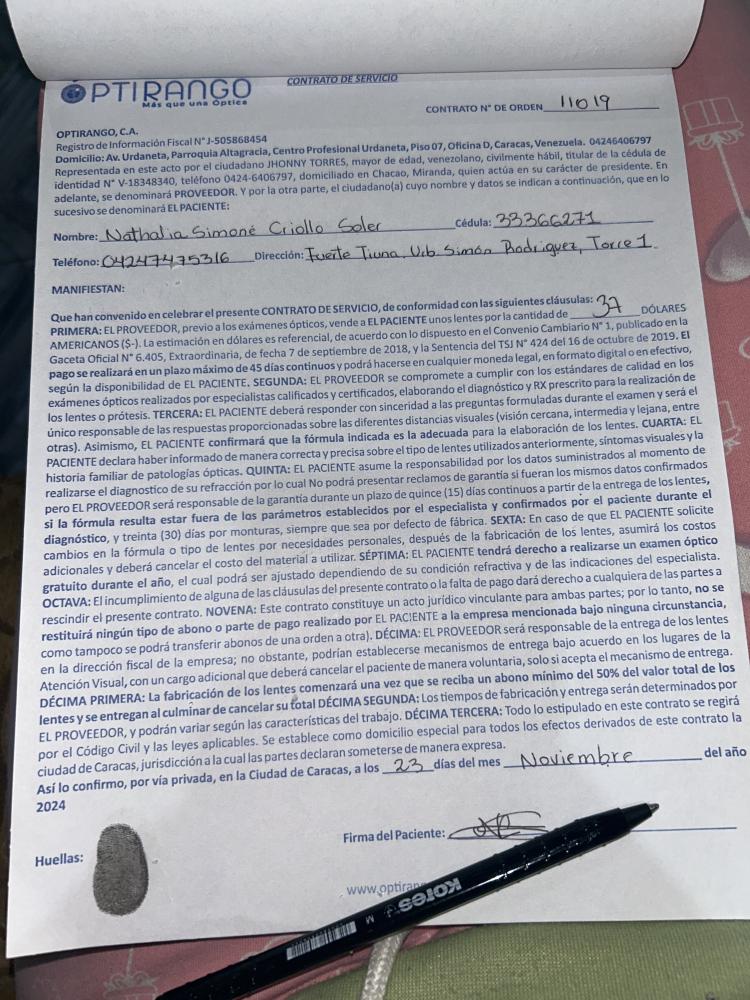 OPTIRANGO
Más que una Óptica
CONTRATO DE SERVICIO
CONTRATO N° DE ORDEN 11019
OPTIRANGO, C.A.
Registro de Información Fiscal N° J-505868454
Domicilio: Av. Urdaneta, Parroquia Altagracia, Centro Profesional Urdaneta, Piso 07, Oficina D, Caracas, Venezuela. 04246406797
Representada en este acto por el ciudadano JHONNY TORRES, mayor de edad, venezolano, civilmente hábil, titular de la cédula de
identidad N° V-18348340, teléfono 0424-6406797, domiciliado en Chacao, Miranda, quien actúa en su carácter de presidente. En
adelante, se denominará PROVEEDOR. Y por la otra parte, el ciudadano(a) cuyo nombre y datos se indican a continuación, que en lo
sucesivo se denominará EL PACIENTE:
Nombre: Nathalia Simoné Criollo Soler Cédula: 33366271
Teléfono: 04247475316 Dirección: Fuerte Tiuna, Urb. Simón Rodriguez, Torre 1.
MANIFIESTAN:
Que han convenido en celebrar el presente CONTRATO DE SERVICIO, de conformidad con las siguientes cláusulas:
PRIMERA: EL PROVEEDOR, previo a los exámenes ópticos, vende a EL PACIENTE unos lentes por la cantidad de 37 DÓLARES
AMERICANOS ($-). La estimación en dólares es referencial, de acuerdo con lo dispuesto en el Convenio Cambiario N° 1, publicado en la
Gaceta Oficial N° 6.405, Extraordinaria, de fecha 7 de septiembre de 2018, y la Sentencia del TSJ N° 424 del 16 de octubre de 2019. El
pago se realizará en un plazo máximo de 45 días continuos y podrá hacerse en cualquier moneda legal, en formato digital o en efectivo,
según la disponibilidad de EL PACIENTE. SEGUNDA: EL PROVEEDOR se compromete a cumplir con los estándares de calidad en los
exámenes ópticos realizados por especialistas calificados y certificados, elaborando el diagnóstico y RX prescrito para la realización de
los lentes o prótesis. TERCERA: EL PACIENTE deberá responder con sinceridad a las preguntas formuladas durante el examen y será el
único responsable de las respuestas proporcionadas sobre las diferentes distancias visuales (visión cercana, intermedia y lejana, entre
otras). Asimismo, EL PACIENTE confirmará que la fórmula indicada es la adecuada para la elaboración de los lentes. CUARTA: EL
PACIENTE declara haber informado de manera correcta y precisa sobre el tipo de lentes utilizados anteriormente, síntomas visuales y la
historia familiar de patologías ópticas. QUINTA: EL PACIENTE asume la responsabilidad por los datos suministrados al momento de
realizarse el diagnostico de su refracción por lo cual No podrá presentar reclamos de garantía si fueran los mismos datos confirmados
pero EL PROVEEDOR será responsable de la garantía durante un plazo de quince (15) días continuos a partir de la entrega de los lentes,
si la fórmula resulta estar fuera de los parámetros establecidos por el especialista y confirmados por el paciente durante el
diagnóstico, y treinta (30) días por monturas, siempre que sea por defecto de fábrica. SEXTA: En caso de que EL PACIENTE solicite
cambios en la fórmula o tipo de lentes por necesidades personales, después de la fabricación de los lentes, asumirá los costos
adicionales y deberá cancelar el costo del material a utilizar. SÉPTIMA: EL PACIENTE tendrá derecho a realizarse un examen óptico
gratuito durante el año, el cual podrá ser ajustado dependiendo de su condición refractiva y de las indicaciones del especialista.
OCTAVA: El incumplimiento de alguna de las cláusulas del presente contrato o la falta de pago dará derecho a cualquiera de las partes a
rescindir el presente contrato. NOVENA: Este contrato constituye un acto jurídico vinculante para ambas partes; por lo tanto, no se
restituirá ningún tipo de abono o parte de pago realizado por EL PACIENTE a la empresa mencionada bajo ninguna circunstancia,
como tampoco se podrá transferir abonos de una orden a otra). DÉCIMA: EL PROVEEDOR será responsable de la entrega de los lentes
en la dirección fiscal de la empresa; no obstante, podrían establecerse mecanismos de entrega bajo acuerdo en los lugares de la
Atención Visual, con un cargo adicional que deberá cancelar el paciente de manera voluntaria, solo si acepta el mecanismo de entrega.
DÉCIMA PRIMERA: La fabricación de los lentes comenzará una vez que se reciba un abono mínimo del 50% del valor total de los
lentes y se entregan al culminar de cancelar su total DÉCIMA SEGUNDA: Los tiempos de fabricación y entrega serán determinados por
EL PROVEEDOR, y podrán variar según las características del trabajo. DÉCIMA TERCERA: Todo lo estipulado en este contrato se regirá
por el Código Civil y las leyes aplicables. Se establece como domicilio especial para todos los efectos derivados de este contrato la
ciudad de Caracas, jurisdicción a la cual las partes declaran someterse de manera expresa.
Así lo confirmo, por vía privada, en la Ciudad de Caracas, a los 23 días del mes Noviembre del año
2024
Firma del Paciente:
Huellas:
www.optiran
Kores
M